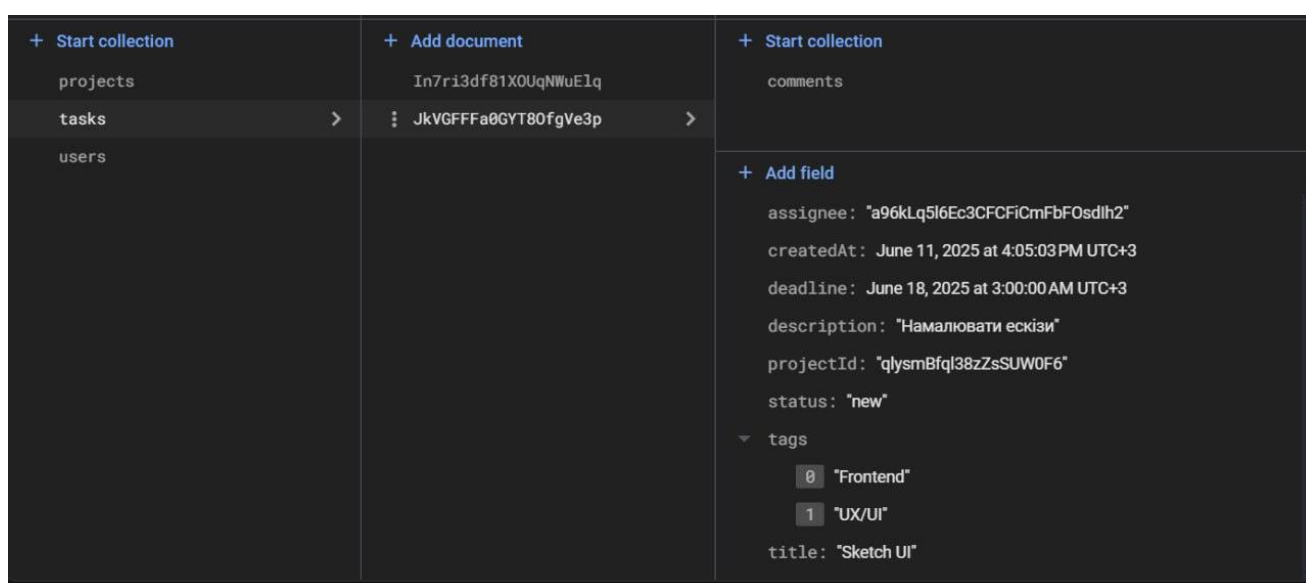 + Start collection
projects
tasks
users
+ Add document
In7ri3df81XOUqNWuElq
JkVGFFFa0GYT8OfgVe3p
+ Start collection
comments
+ Add field
assignee: "a96kLq5l6Ec3CFCFiCmFbFOsdIh2"
createdAt: June 11, 2025 at 4:05:03 PM UTC+3
deadline: June 18, 2025 at 3:00:00 AM UTC+3
description: "Намалювати ескізи"
projectId: "qlysmBfql38zZsSUW0F6"
status: "new"
tags
0 "Frontend"
1 "UX/UI"
title: "Sketch UI"